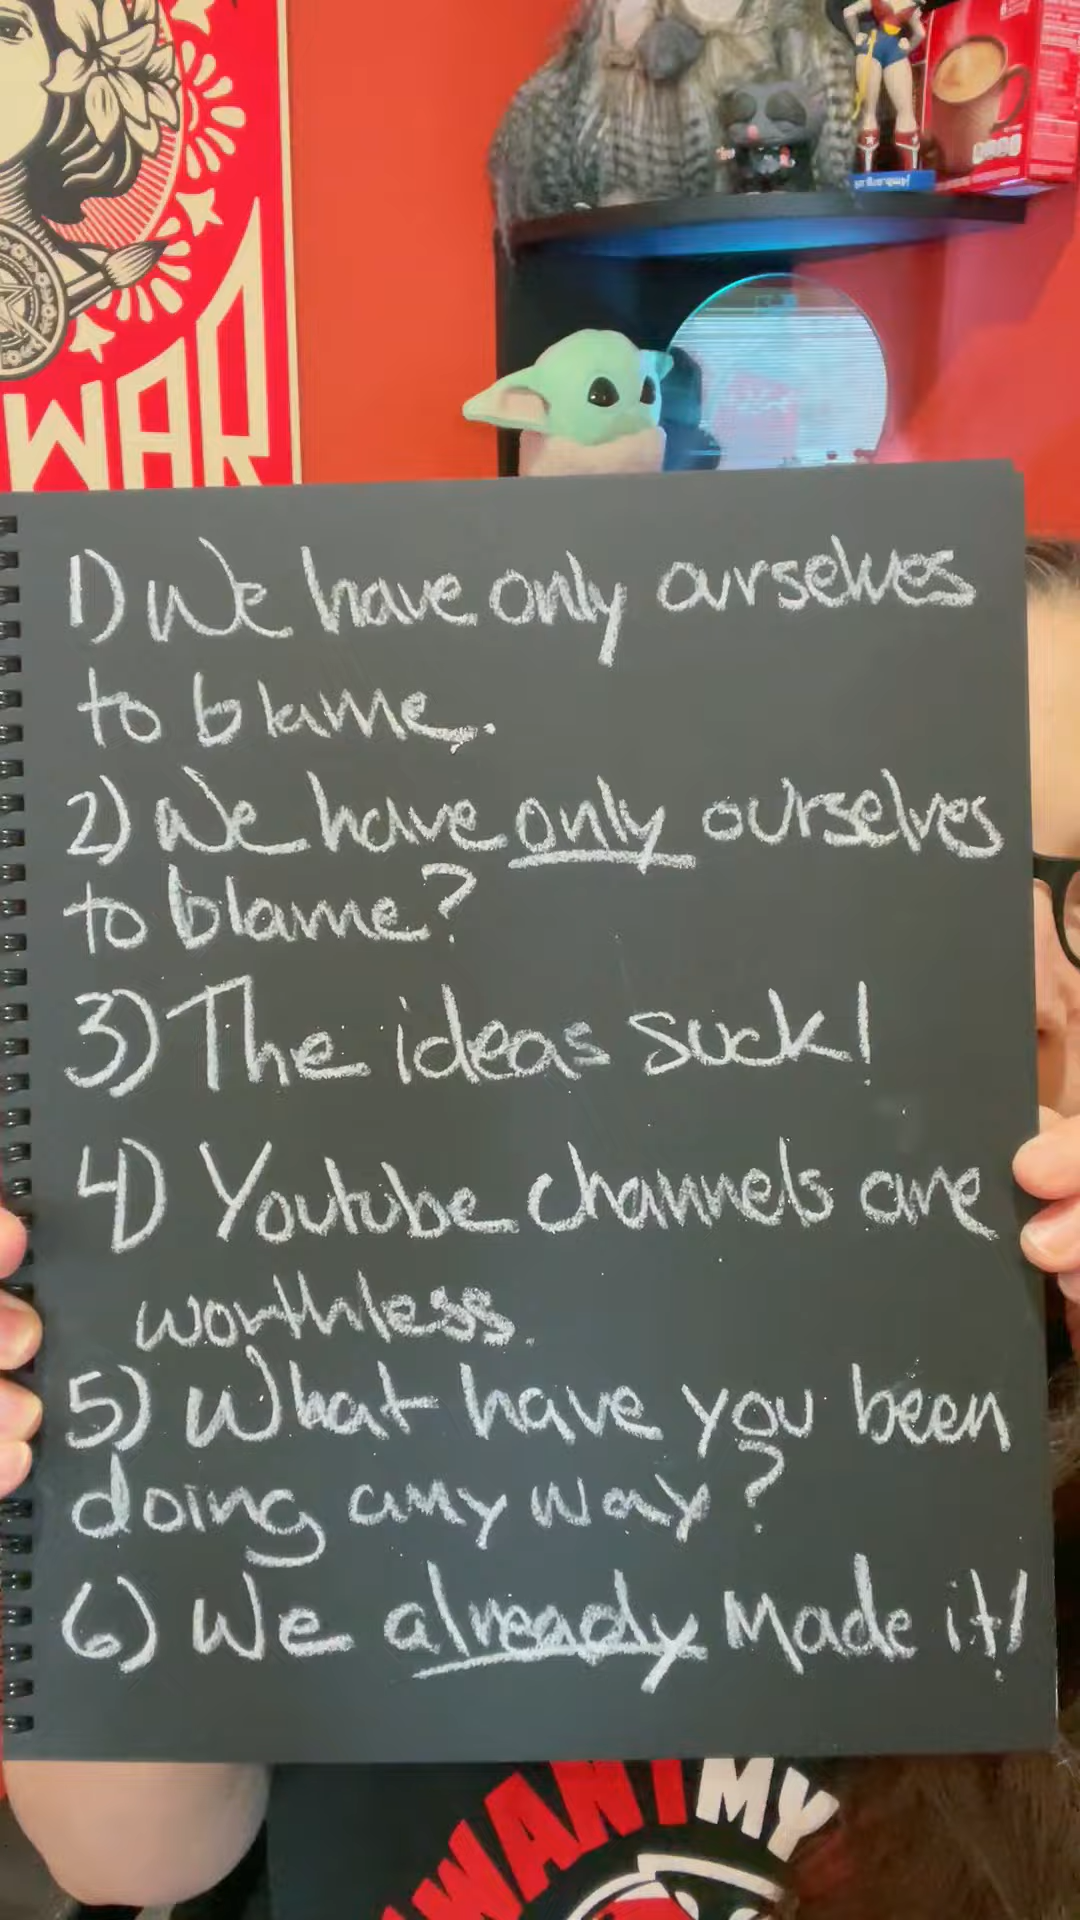 WAR
1) We have only ourselves
to blame.
2) We have only ourselves
to blame?
3) The ideas suck!
4) Youtube channels are
worthless.
5) What have you been
doing anyway?
6) We already Made it!
WANT MY